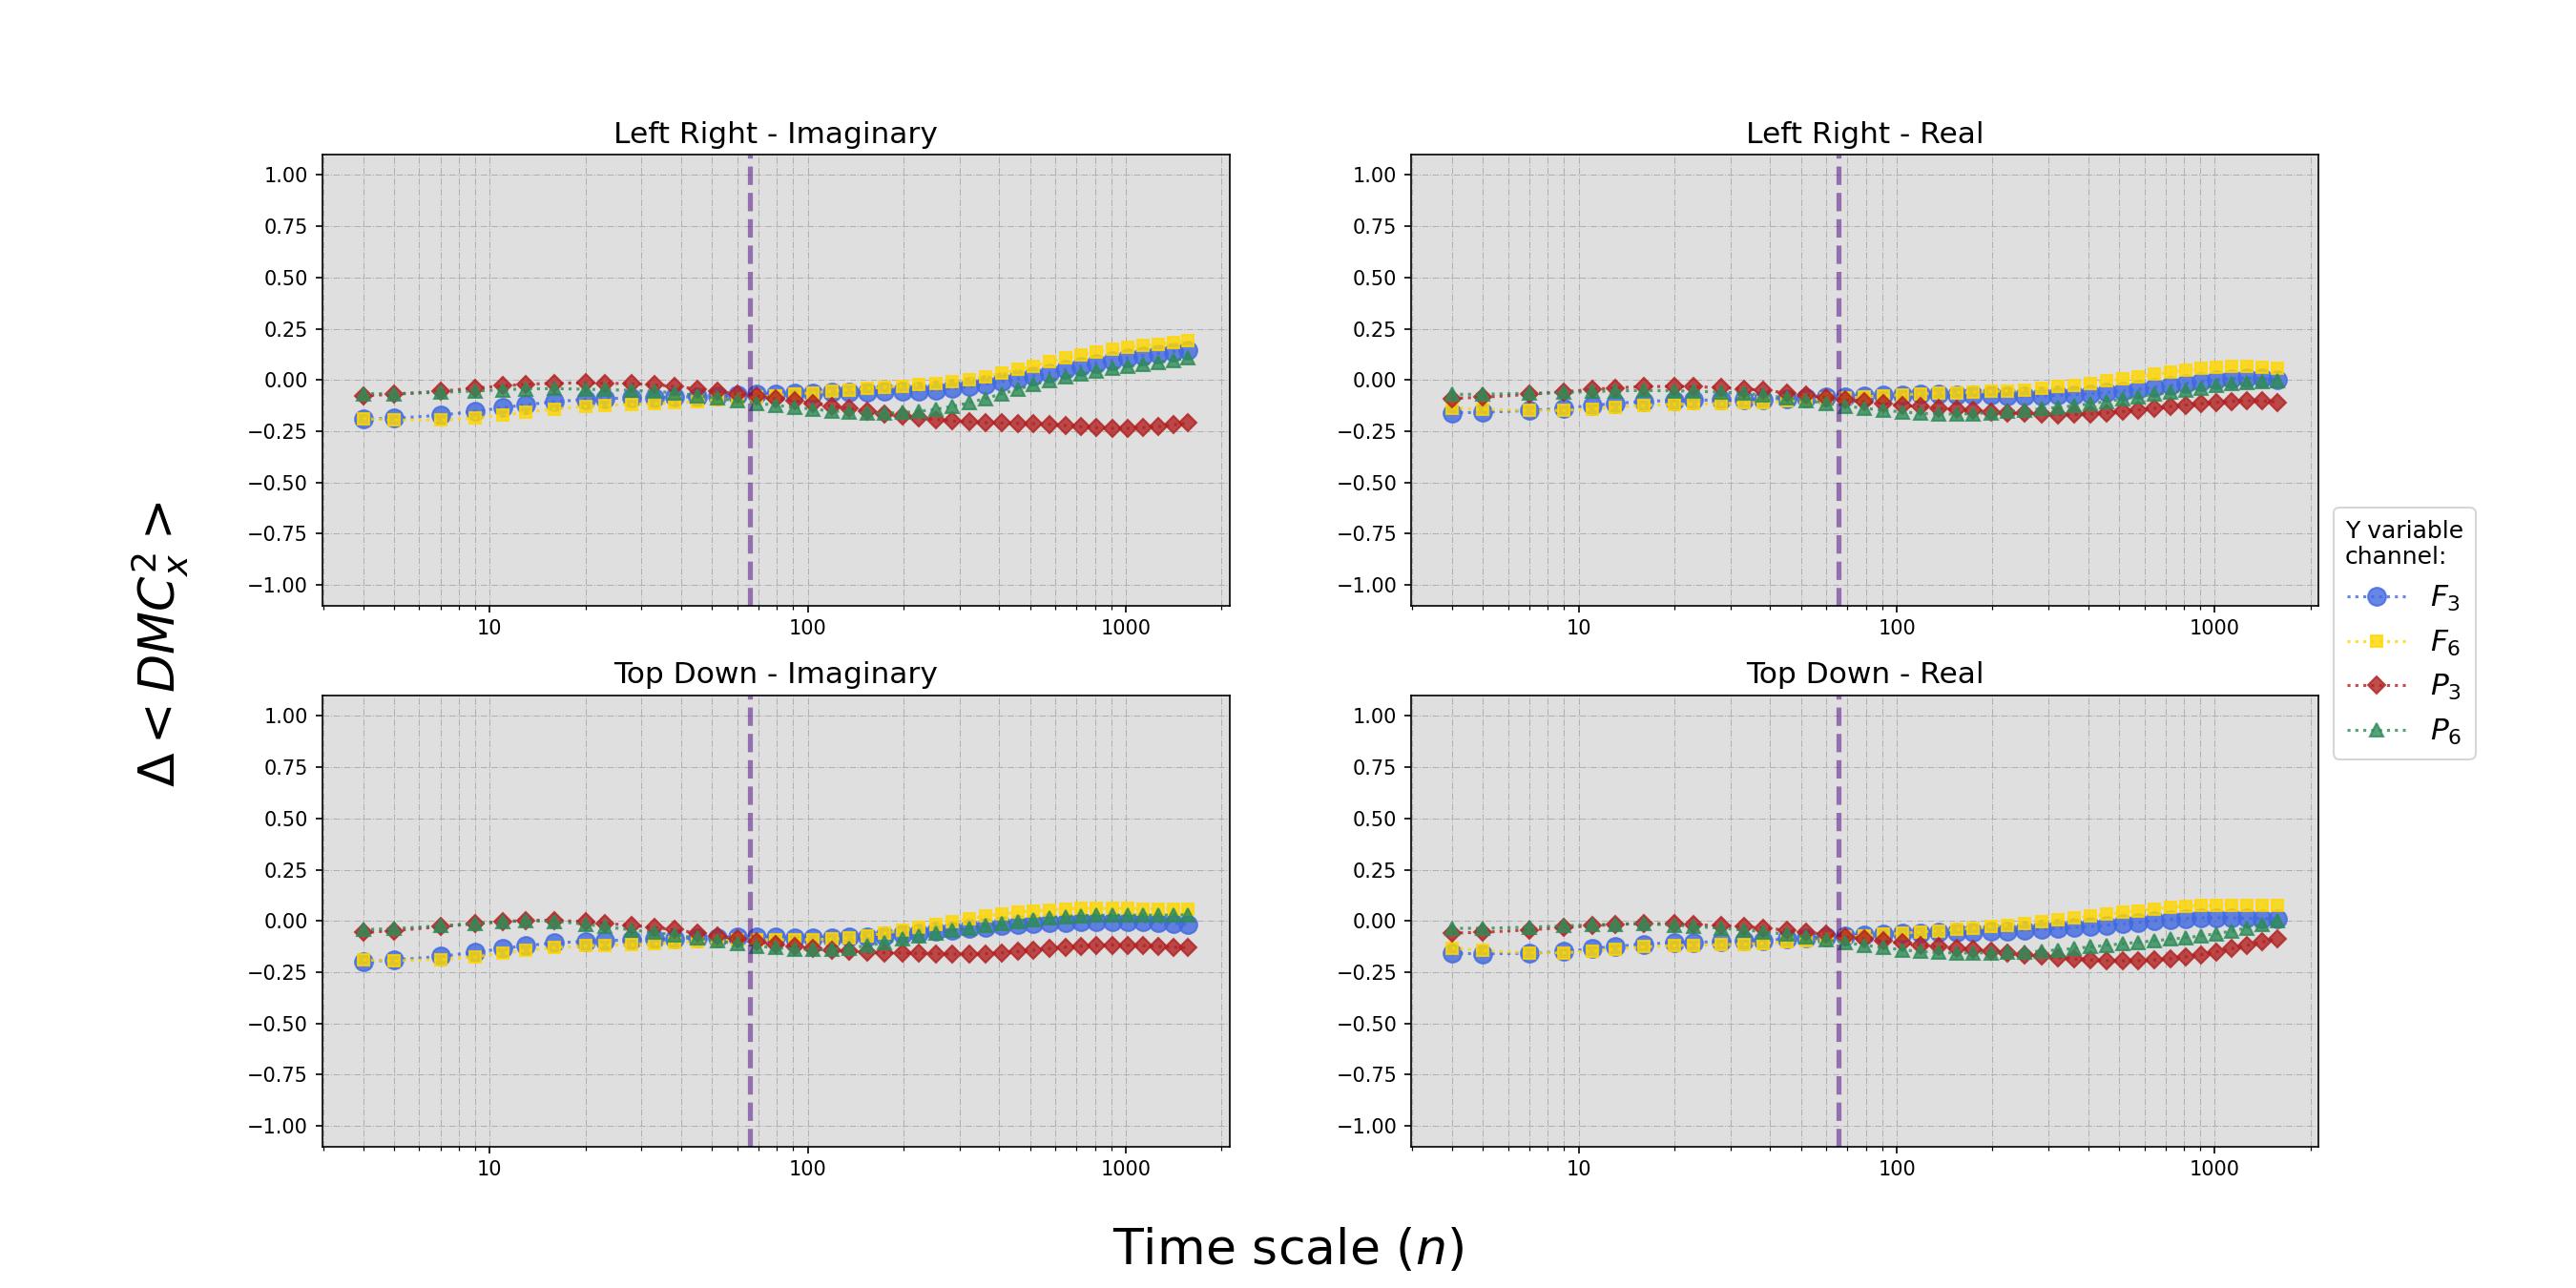 Left Right - Imaginary
1.00
0.75
0.50
0.25
0.00
−0.25
−0.50
−0.75
−1.00
10 100 1000
Left Right - Real
1.00
0.75
0.50
0.25
0.00
−0.25
−0.50
−0.75
−1.00
10 100 1000
Top Down - Imaginary
1.00
0.75
0.50
0.25
0.00
−0.25
−0.50
−0.75
−1.00
10 100 1000
Top Down - Real
1.00
0.75
0.50
0.25
0.00
−0.25
−0.50
−0.75
−1.00
10 100 1000
Δ < DMC²ₓ >
Time scale (n)
Y variable
channel:
F₃
F₆
P₃
P₆